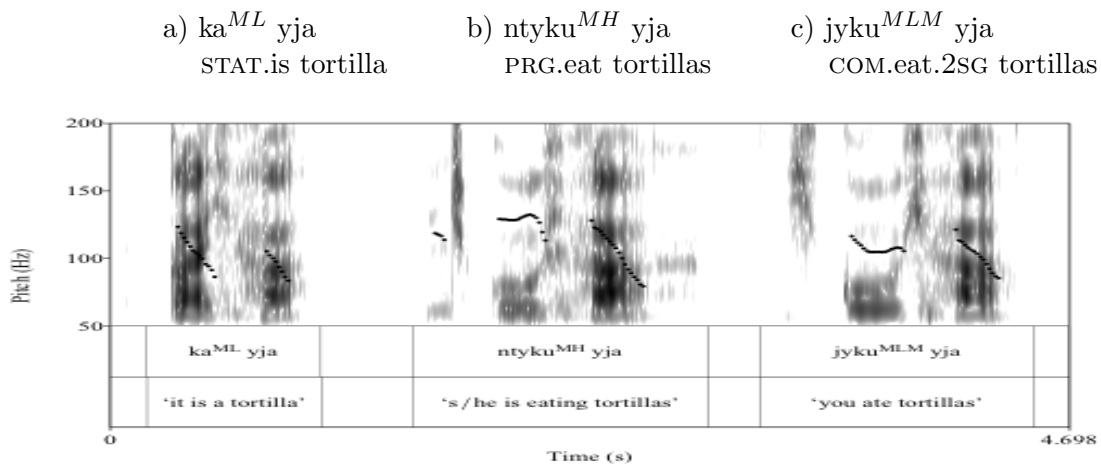 a) ka^ML yja b) ntyku^MH yja c) jyku^MLM yja
STAT.is tortilla PRG.eat tortillas COM.eat.2SG tortillas
200
150
100
50
Pitch (Hz)
ka^ML yja ntyku^MH yja jyku^MLM yja
'it is a tortilla' 's/he is eating tortillas' 'you ate tortillas'
0 4.698
Time (s)